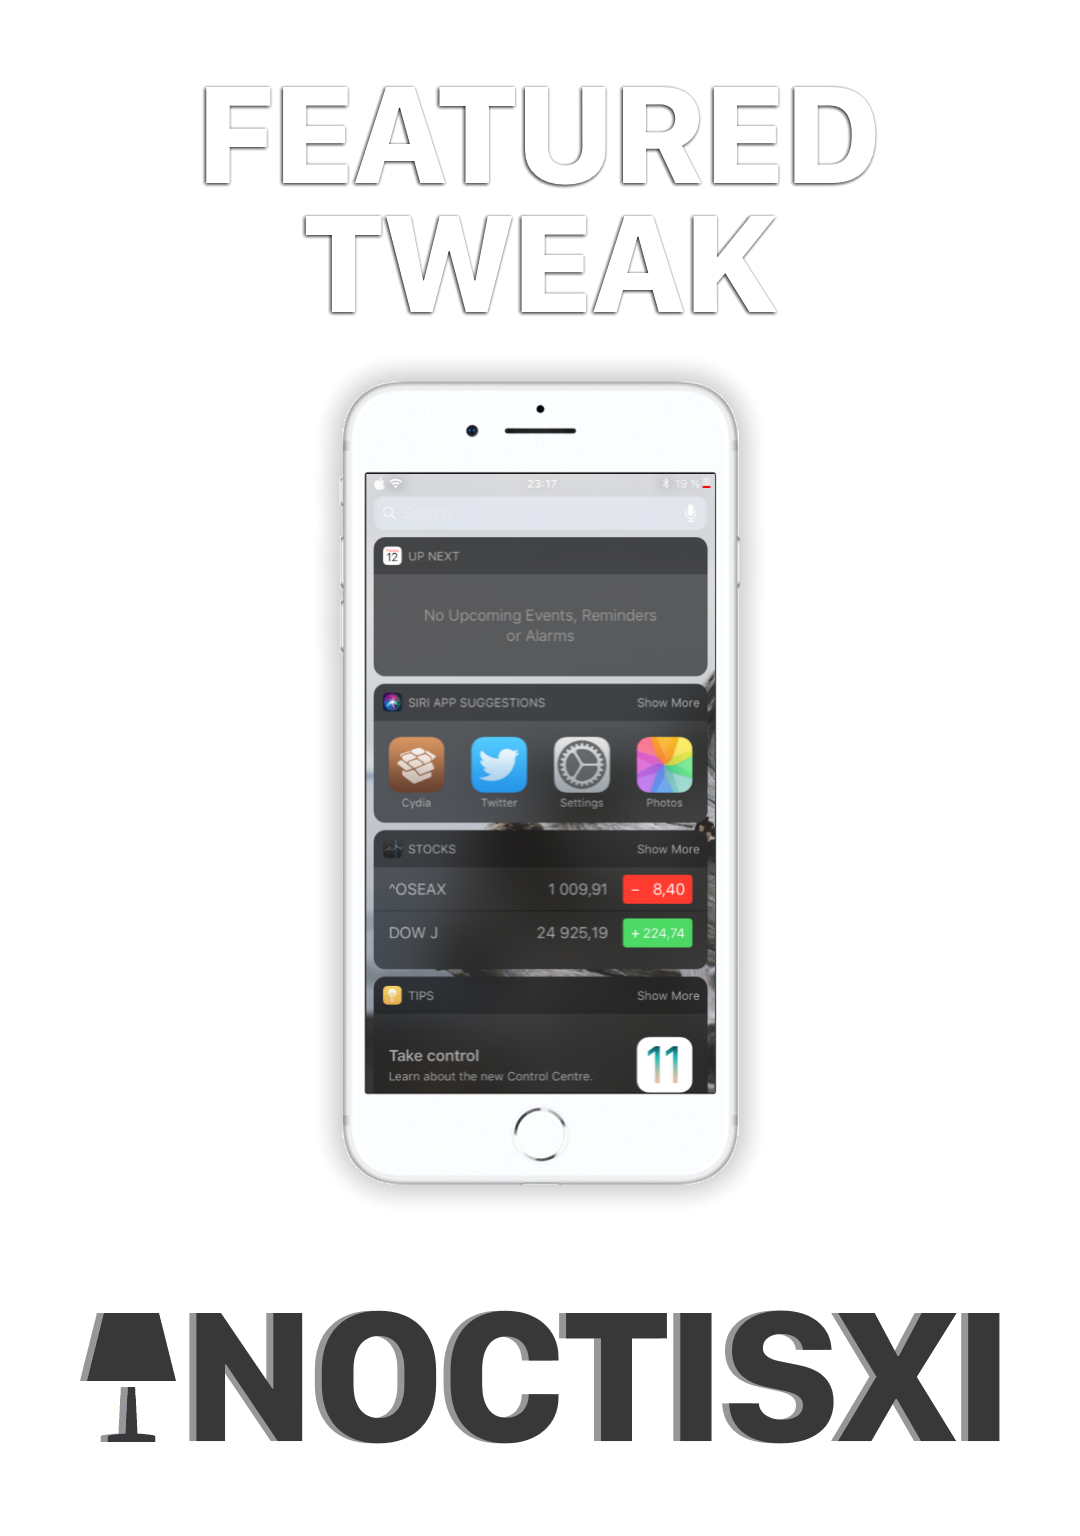 FEATURED
TWEAK
23:17
19 %
Search
12
UP NEXT
No Upcoming Events, Reminders
or Alarms
SIRI APP SUGGESTIONS
Show More
Cydia
Twitter
Settings
Photos
STOCKS
Show More
^OSEAX
1 009,91
– 8,40
DOW J
24 925,19
+ 224,74
TIPS
Show More
Take control
11
Learn about the new Control Centre.
NOCTISXI